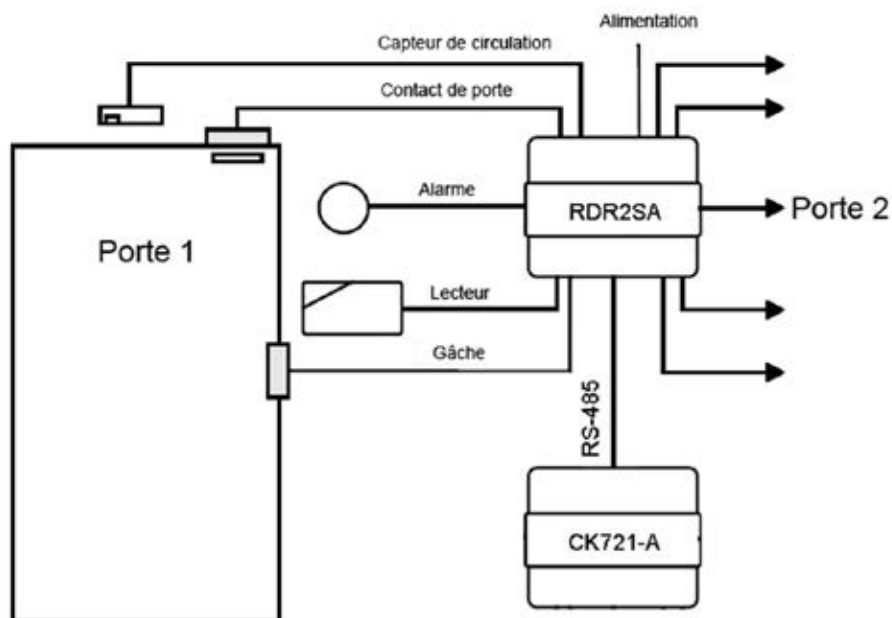 Alimentation
Capteur de circulation
Contact de porte
Alarme
RDR2SA
Porte 2
Porte 1
Lecteur
Gâche
RS-485
CK721-A